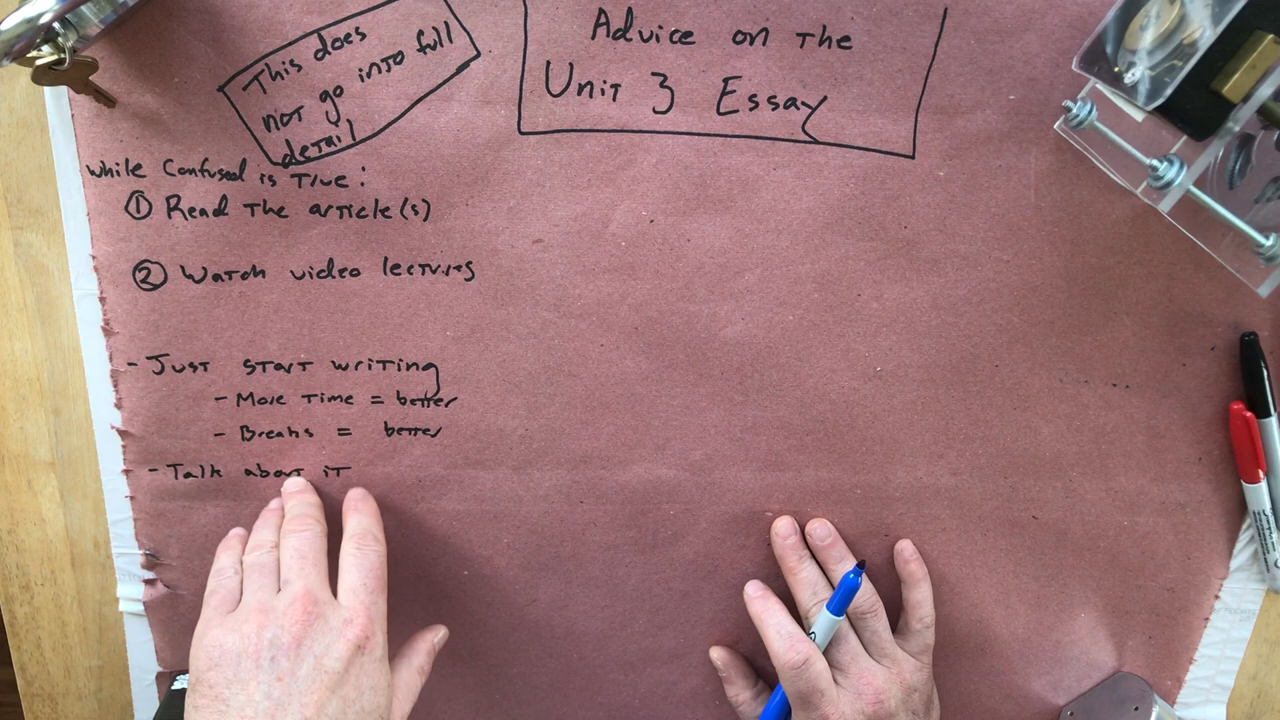 This does
not go into full
detail
Advice on the
Unit 3 Essay
while Confused is True:
① Read the article(s)
② Watch video lectures
- Just start writing
- More Time = better
- Breaks = better
- Talk about it